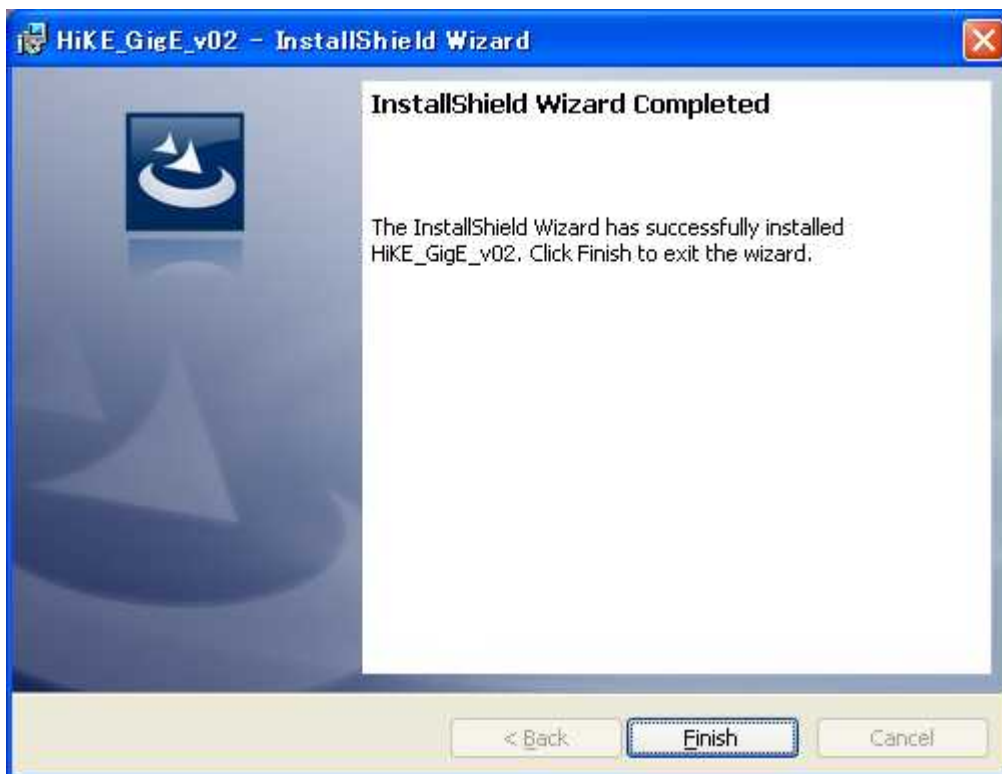 HiKE_GigE_v02 - InstallShield Wizard
InstallShield Wizard Completed
The InstallShield Wizard has successfully installed
HiKE_GigE_v02. Click Finish to exit the wizard.
< Back
Finish
Cancel